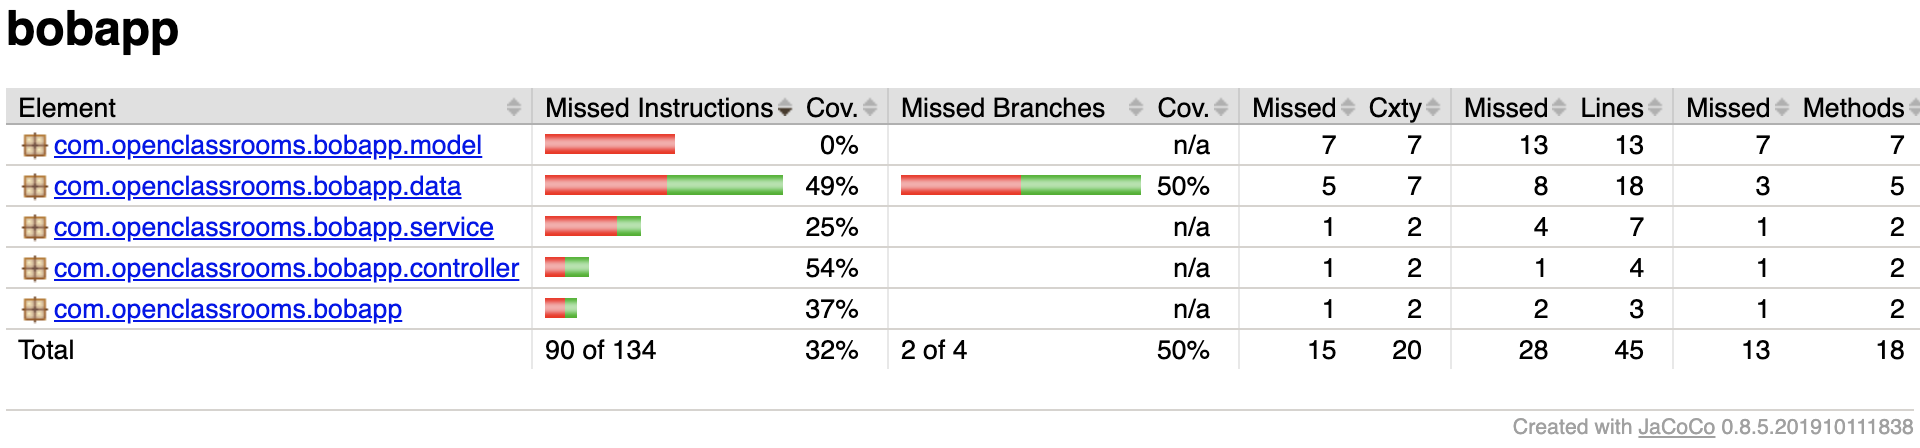 bobapp
Element Missed Instructions Cov. Missed Branches Cov. Missed Cxty Missed Lines Missed Methods
com.openclassrooms.bobapp.model 0% n/a 7 7 13 13 7 7
com.openclassrooms.bobapp.data 49% 50% 5 7 8 18 3 5
com.openclassrooms.bobapp.service 25% n/a 1 2 4 7 1 2
com.openclassrooms.bobapp.controller 54% n/a 1 2 1 4 1 2
com.openclassrooms.bobapp 37% n/a 1 2 2 3 1 2
Total 90 of 134 32% 2 of 4 50% 15 20 28 45 13 18
Created with JaCoCo 0.8.5.201910111838